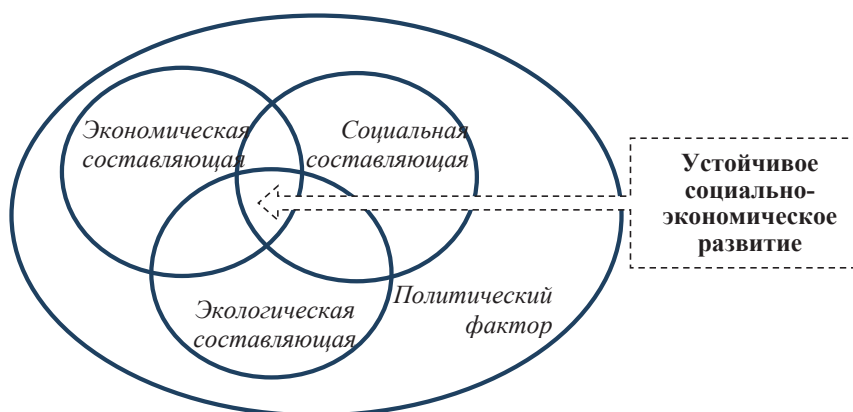 Экономическая
составляющая
Социальная
составляющая
Устойчивое
социально-
экономическое
развитие
Экологическая
составляющая
Политический
фактор